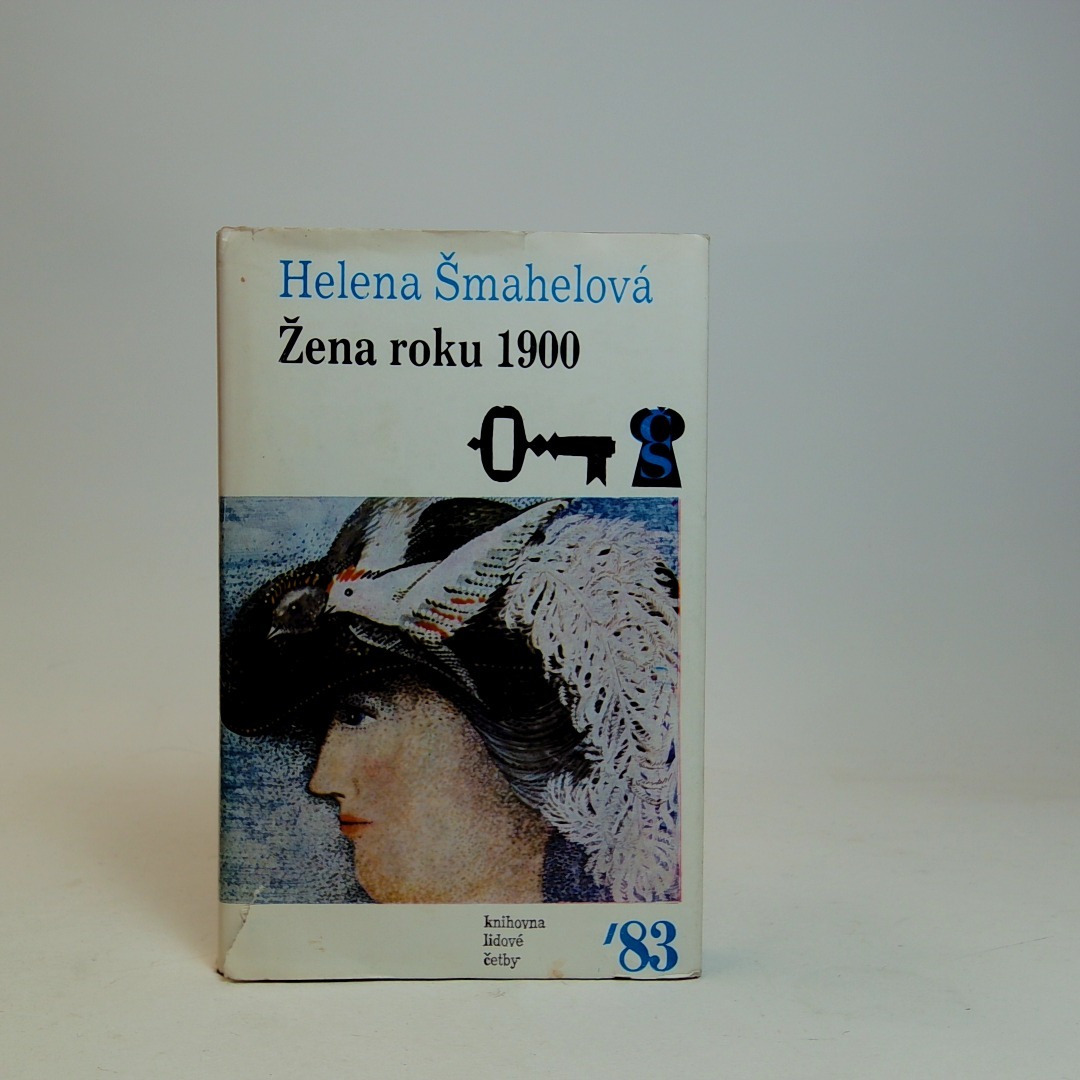 Helena Šmahelová
Žena roku 1900
ČS
knihovna
lidové
četby
'83